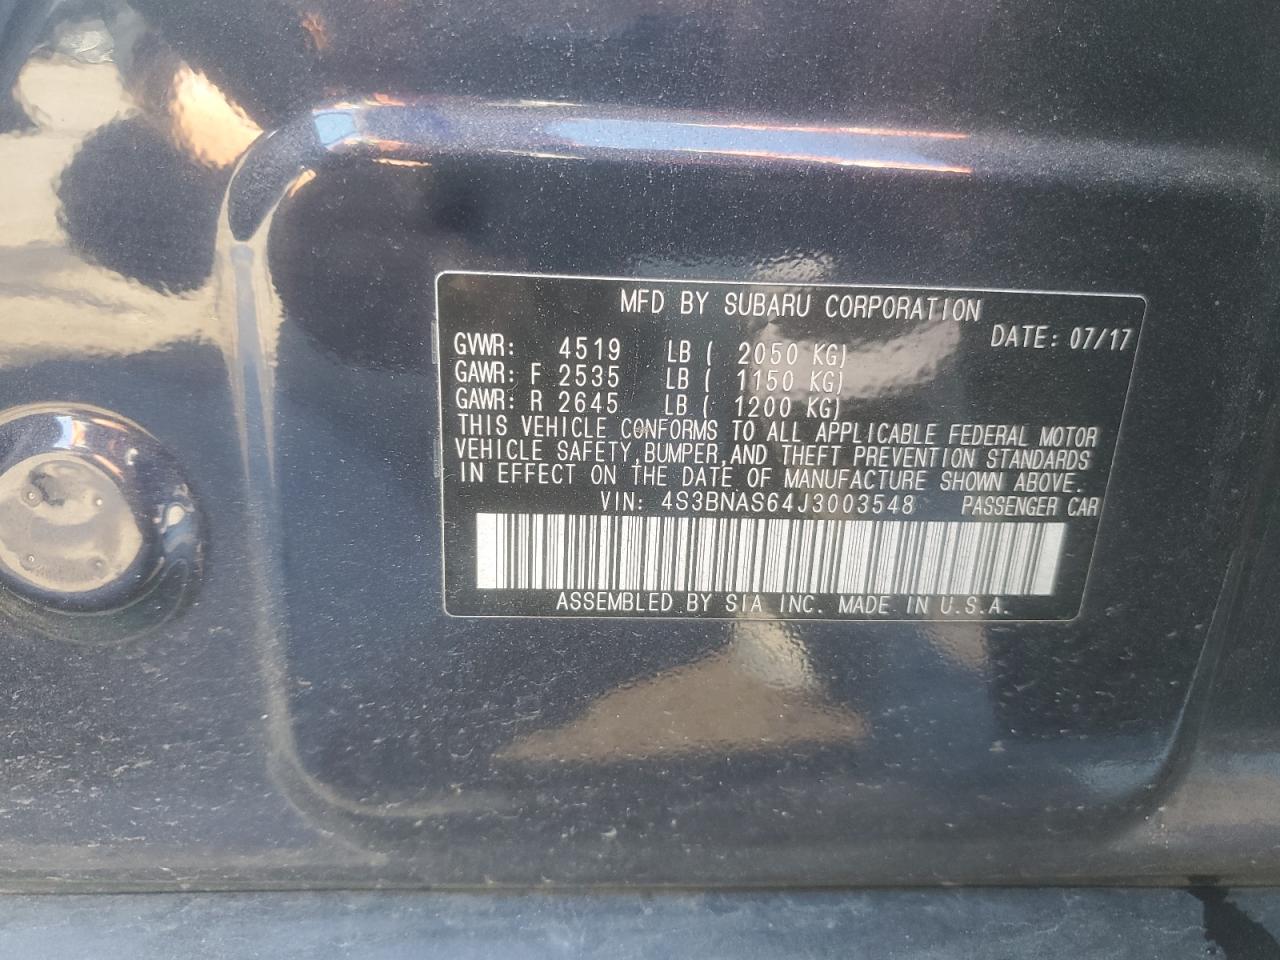 MFD BY SUBARU CORPORATION
DATE: 07/17
GVWR: 4519 LB ( 2050 KG)
GAWR: F 2535 LB ( 1150 KG)
GAWR: R 2645 LB ( 1200 KG)
THIS VEHICLE CONFORMS TO ALL APPLICABLE FEDERAL MOTOR
VEHICLE SAFETY, BUMPER, AND THEFT PREVENTION STANDARDS
IN EFFECT ON THE DATE OF MANUFACTURE SHOWN ABOVE.
VIN: 4S3BNAS64J3003548 PASSENGER CAR
ASSEMBLED BY SIA INC. MADE IN U.S.A.